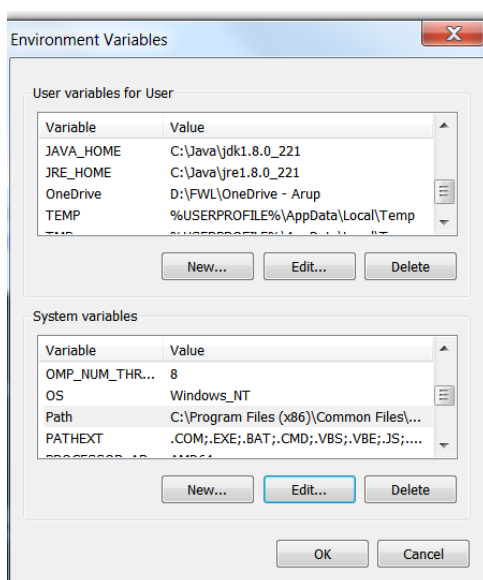 Environment Variables
User variables for User
Variable Value
JAVA_HOME C:\Java\jdk1.8.0_221
JRE_HOME C:\Java\jre1.8.0_221
OneDrive D:\FWL\OneDrive - Arup
TEMP %USERPROFILE%\AppData\Local\Temp
New... Edit... Delete
System variables
Variable Value
OMP_NUM_THR... 8
OS Windows_NT
Path C:\Program Files (x86)\Common Files\...
PATHEXT .COM;.EXE;.BAT;.CMD;.VBS;.VBE;.JS;....
New... Edit... Delete
OK Cancel